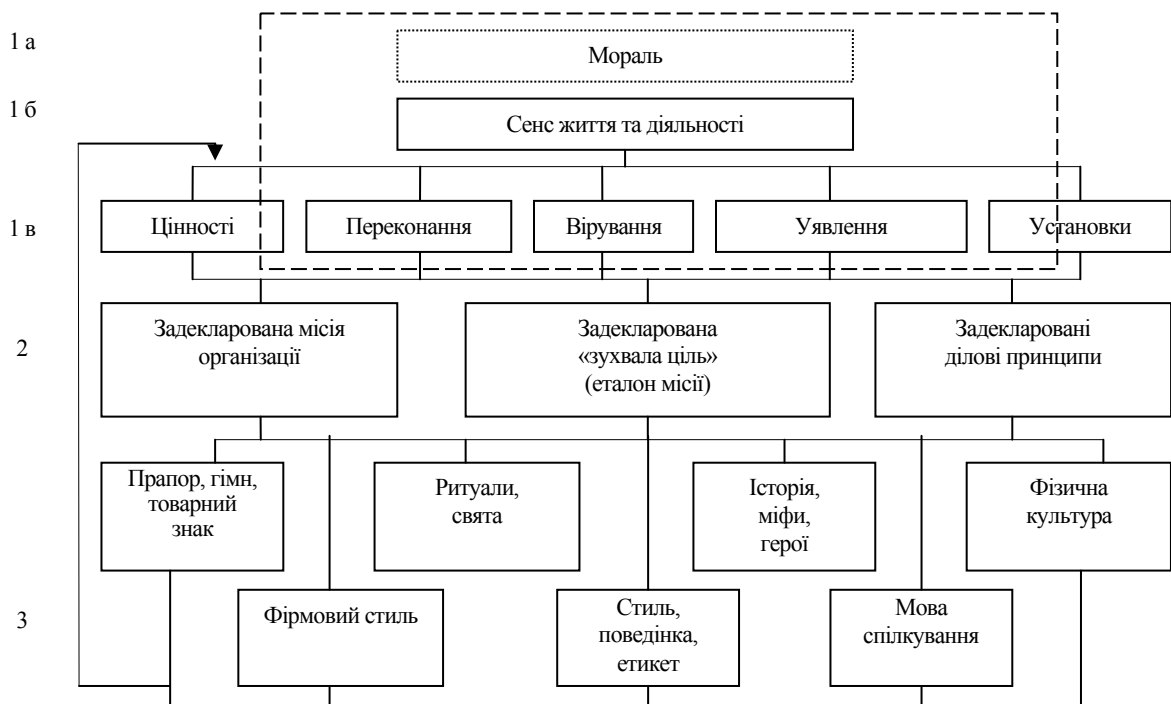 1 а
Мораль
1 б
Сенс життя та діяльності
1 в
Цінності
Переконання
Вірування
Уявлення
Установки
2
Задекларована місія
організації
Задекларована
«зухвала ціль»
(еталон місії)
Задекларовані
ділові принципи
Прапор, гімн,
товарний
знак
Ритуали,
свята
Історія,
міфи,
герої
Фізична
культура
3
Фірмовий стиль
Стиль,
поведінка,
етикет
Мова
спілкування